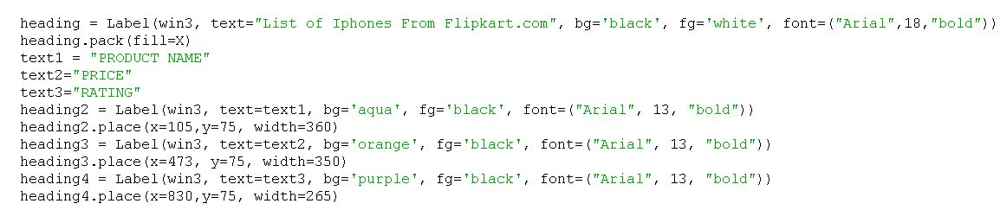 heading = Label(win3, text="List of Iphones From Flipkart.com", bg='black', fg='white', font=("Arial",18,"bold"))
heading.pack(fill=X)
text1 = "PRODUCT NAME"
text2="PRICE"
text3="RATING"
heading2 = Label(win3, text=text1, bg='aqua', fg='black', font=("Arial", 13, "bold"))
heading2.place(x=105,y=75, width=360)
heading3 = Label(win3, text=text2, bg='orange', fg='black', font=("Arial", 13, "bold"))
heading3.place(x=473, y=75, width=350)
heading4 = Label(win3, text=text3, bg='purple', fg='black', font=("Arial", 13, "bold"))
heading4.place(x=830,y=75, width=265)